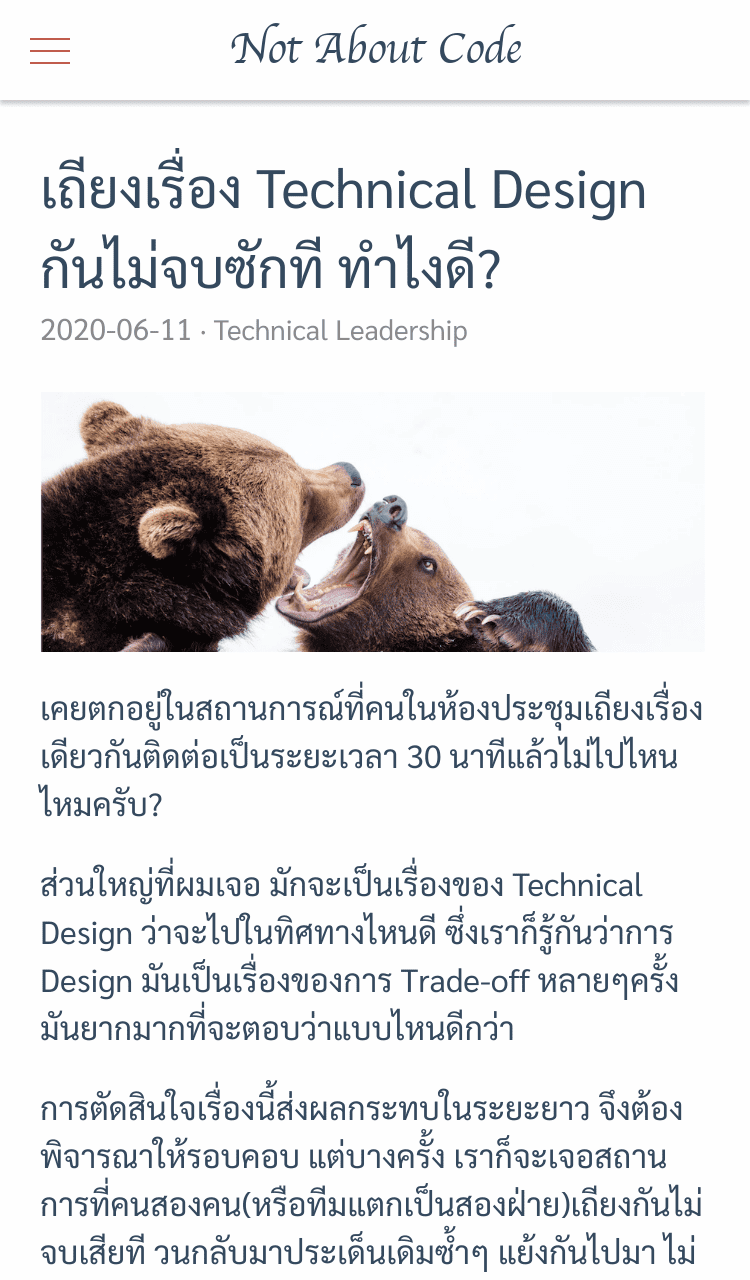 Not About Code
เถียงเรื่อง Technical Design
กันไม่จบซักที ทำไงดี?
2020-06-11 · Technical Leadership
เคยตกอยู่ในสถานการณ์ที่คนในห้องประชุมเถียงเรื่อง
เดียวกันติดต่อเป็นระยะเวลา 30 นาทีแล้วไม่ไปไหน
ไหมครับ?
ส่วนใหญ่ที่ผมเจอ มักจะเป็นเรื่องของ Technical
Design ว่าจะไปในทิศทางไหนดี ซึ่งเราก็รู้กันว่าการ
Design มันเป็นเรื่องของการ Trade-off หลายๆครั้ง
มันยากมากที่จะตอบว่าแบบไหนดีกว่า
การตัดสินใจเรื่องนี้ส่งผลกระทบในระยะยาว จึงต้อง
พิจารณาให้รอบคอบ แต่บางครั้ง เราก็จะเจอสถาน
การที่คนสองคน(หรือทีมแตกเป็นสองฝ่าย)เถียงกันไม่
จบเสียที วนกลับมาประเด็นเดิมซ้ำๆ แย้งกันไปมา ไม่